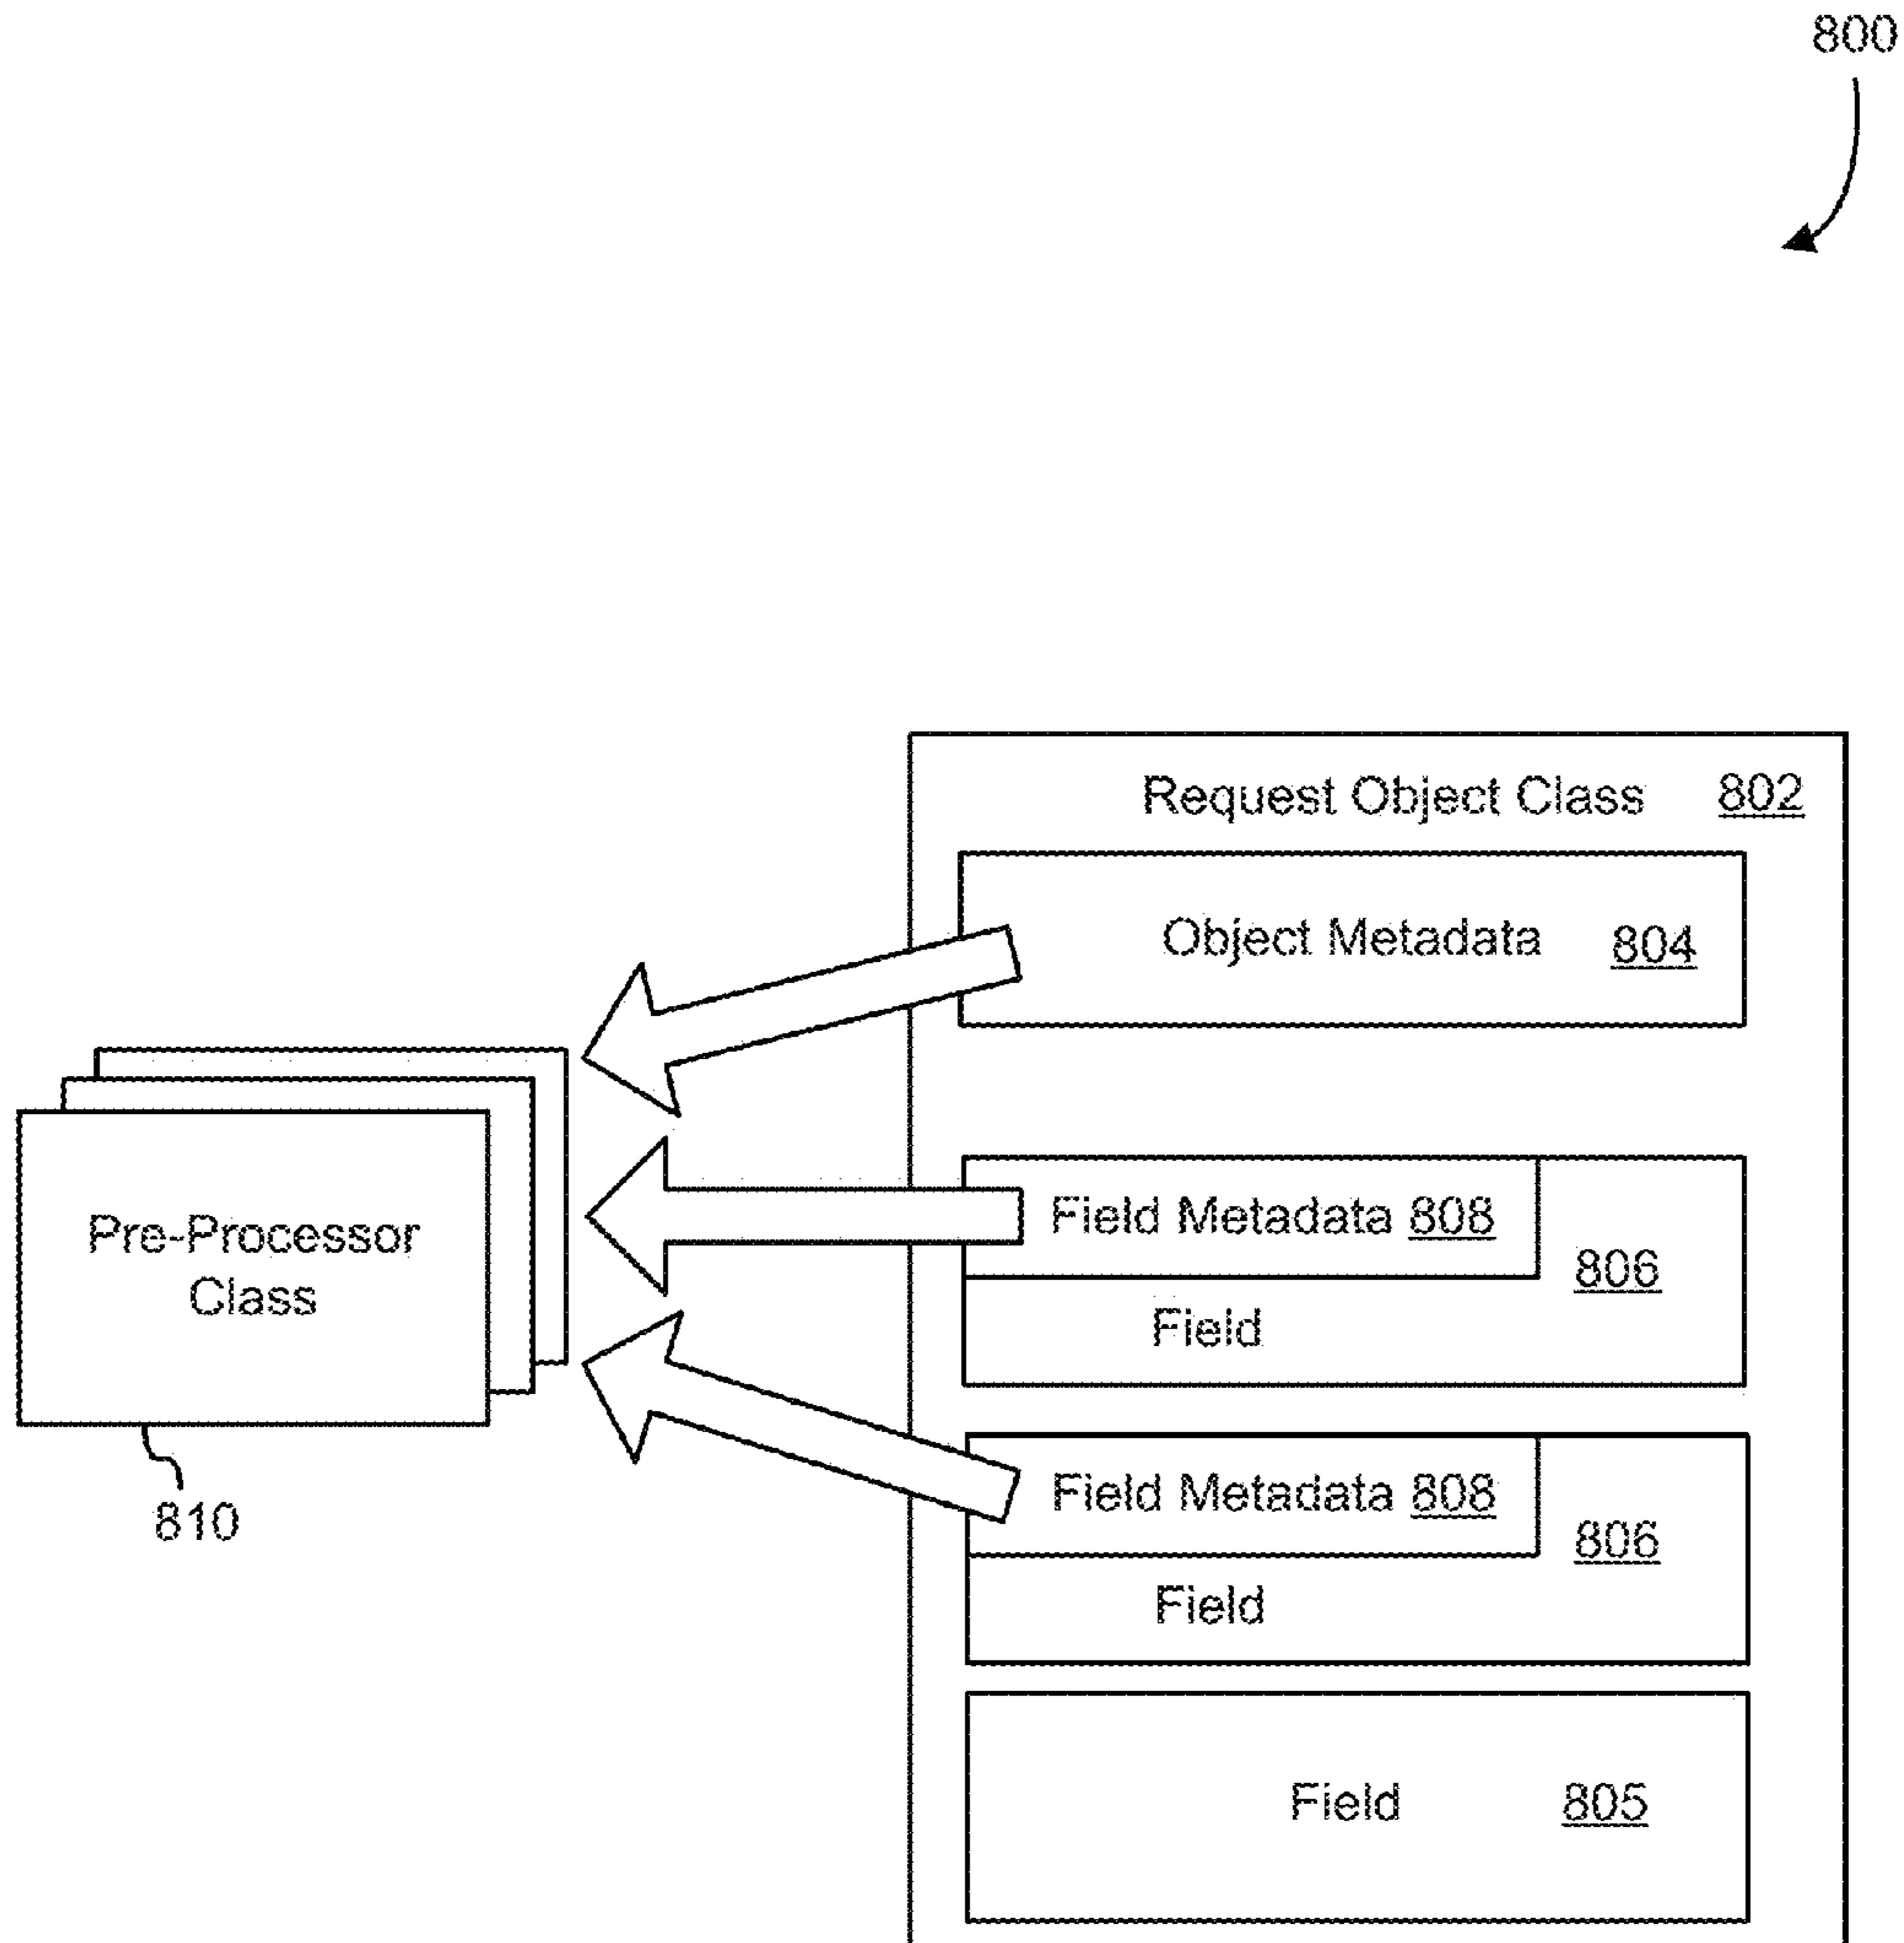 800
Request Object Class 802
Object Metadata 804
Pre-Processor
Class
810
Field Metadata 808
806
Field
Field Metadata 808
806
Field
Field 805